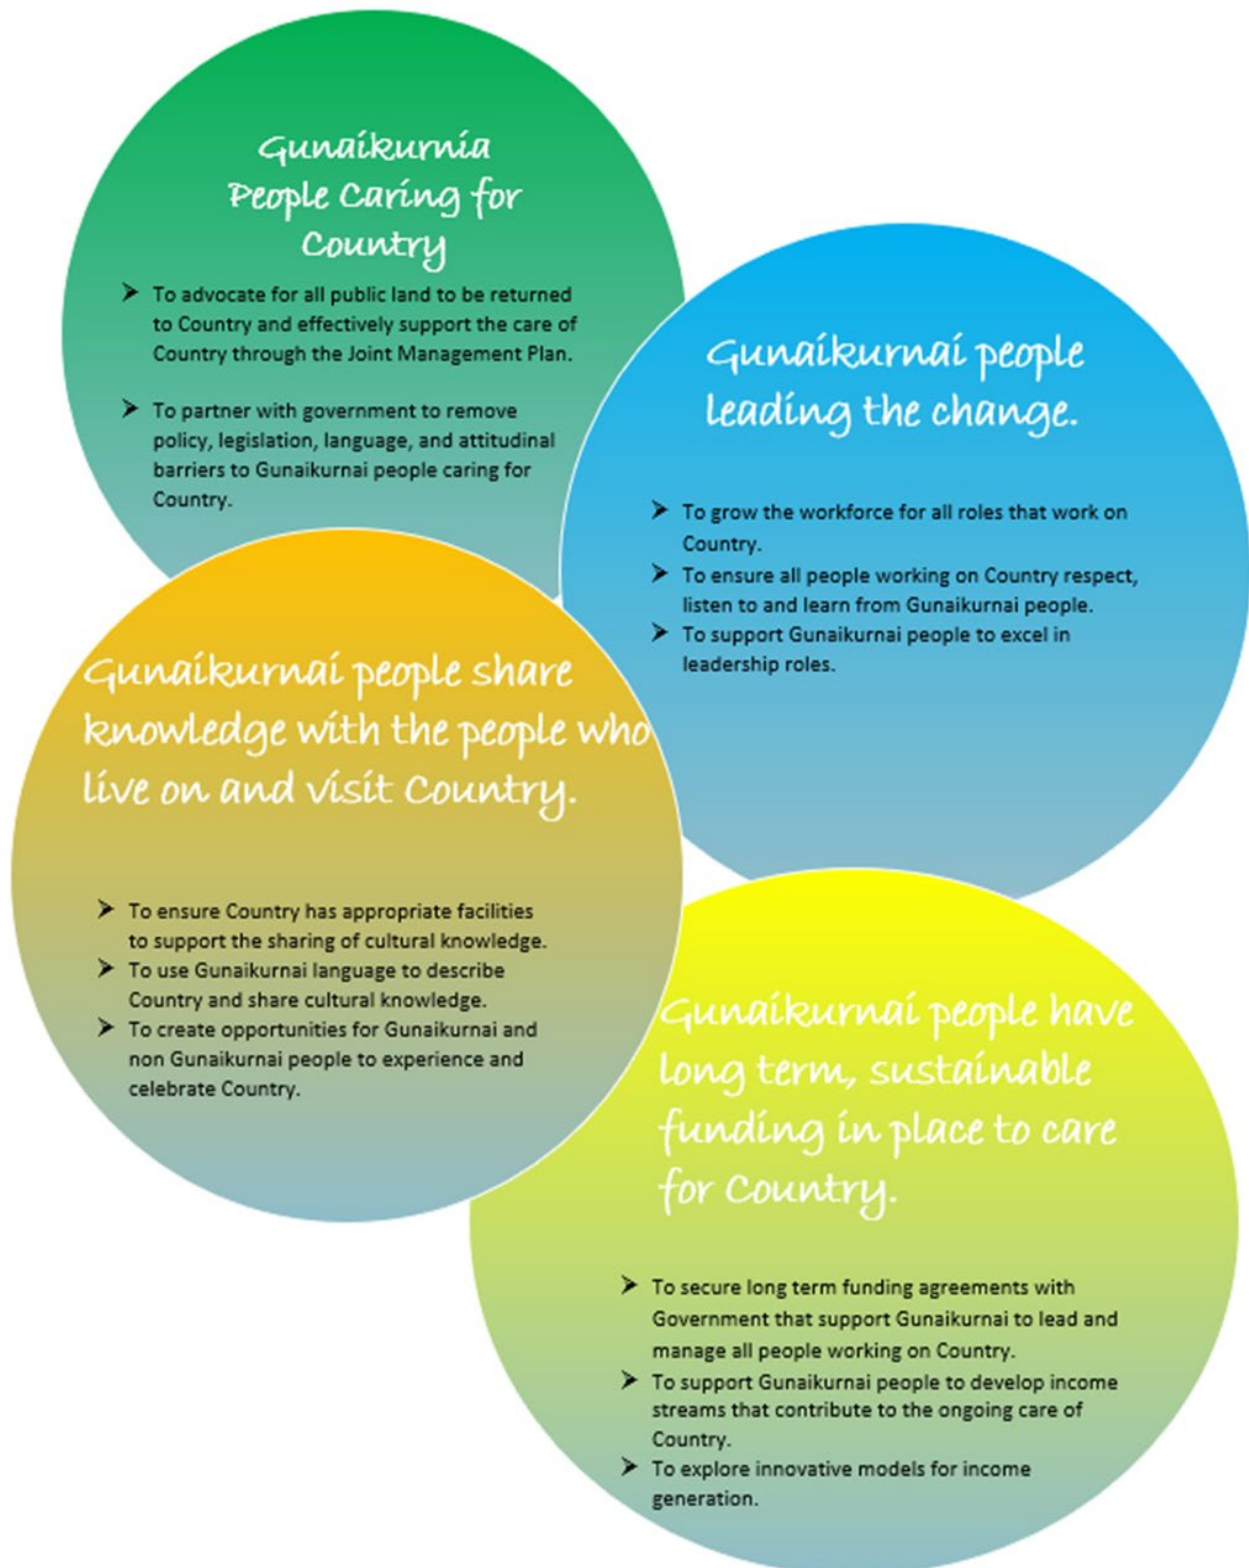 Gunaikurnia
People Caring for
Country
➤ To advocate for all public land to be returned
to Country and effectively support the care of
Country through the Joint Management Plan.
➤ To partner with government to remove
policy, legislation, language, and attitudinal
barriers to Gunaikurnai people caring for
Country.
Gunaikurnai people
leading the change.
➤ To grow the workforce for all roles that work on
Country.
➤ To ensure all people working on Country respect,
listen to and learn from Gunaikurnai people.
➤ To support Gunaikurnai people to excel in
leadership roles.
Gunaikurnai people share
knowledge with the people who
live on and visit Country.
➤ To ensure Country has appropriate facilities
to support the sharing of cultural knowledge.
➤ To use Gunaikurnai language to describe
Country and share cultural knowledge.
➤ To create opportunities for Gunaikurnai and
non Gunaikurnai people to experience and
celebrate Country.
Gunaikurnai people have
long term, sustainable
funding in place to care
for Country.
➤ To secure long term funding agreements with
Government that support Gunaikurnai to lead and
manage all people working on Country.
➤ To support Gunaikurnai people to develop income
streams that contribute to the ongoing care of
Country.
➤ To explore innovative models for income
generation.